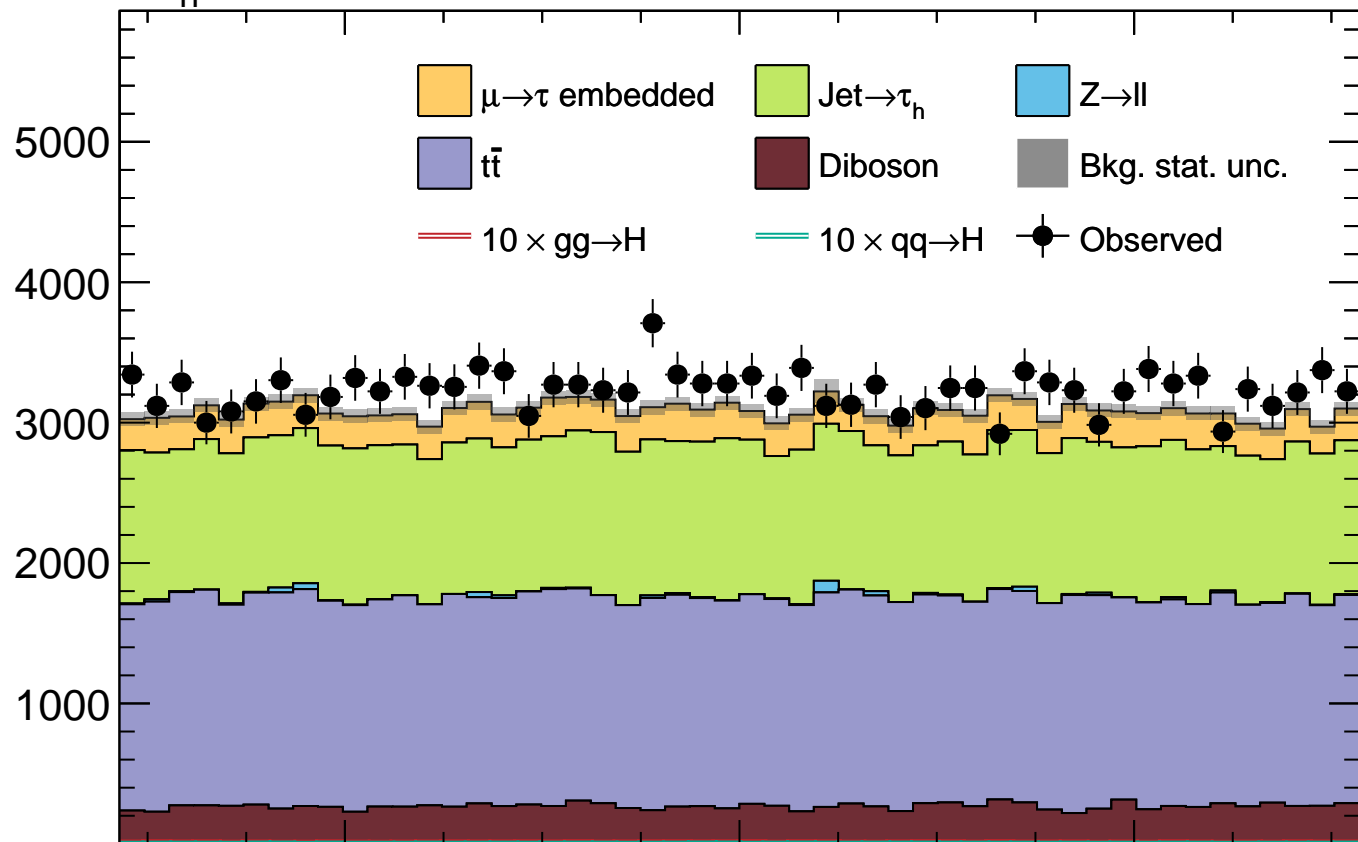 μ→τ embedded Jet→τh Z→ll
tt̄ Diboson Bkg. stat. unc.
10 × gg→H 10 × qq→H Observed
5000
4000
3000
2000
1000